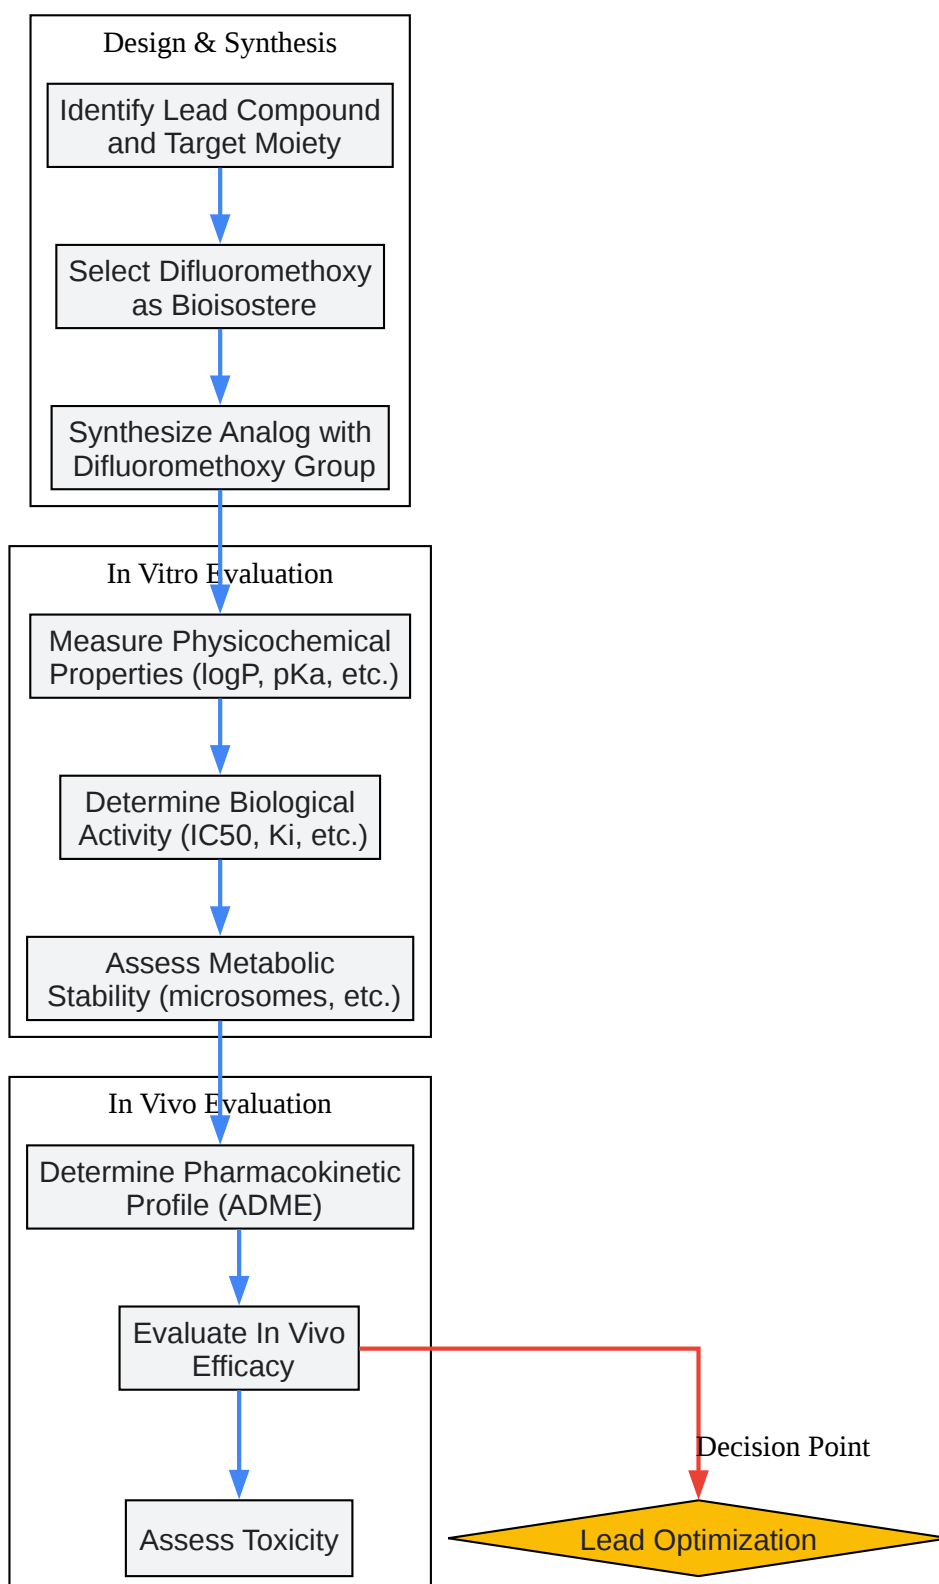 Design & Synthesis
Identify Lead Compound
and Target Moiety
Select Difluoromethoxy
as Bioisostere
Synthesize Analog with
Difluoromethoxy Group
In Vitro Evaluation
Measure Physicochemical
Properties (logP, pKa, etc.)
Determine Biological
Activity (IC50, Ki, etc.)
Assess Metabolic
Stability (microsomes, etc.)
In Vivo Evaluation
Determine Pharmacokinetic
Profile (ADME)
Evaluate In Vivo
Efficacy
Decision Point
Assess Toxicity
Lead Optimization